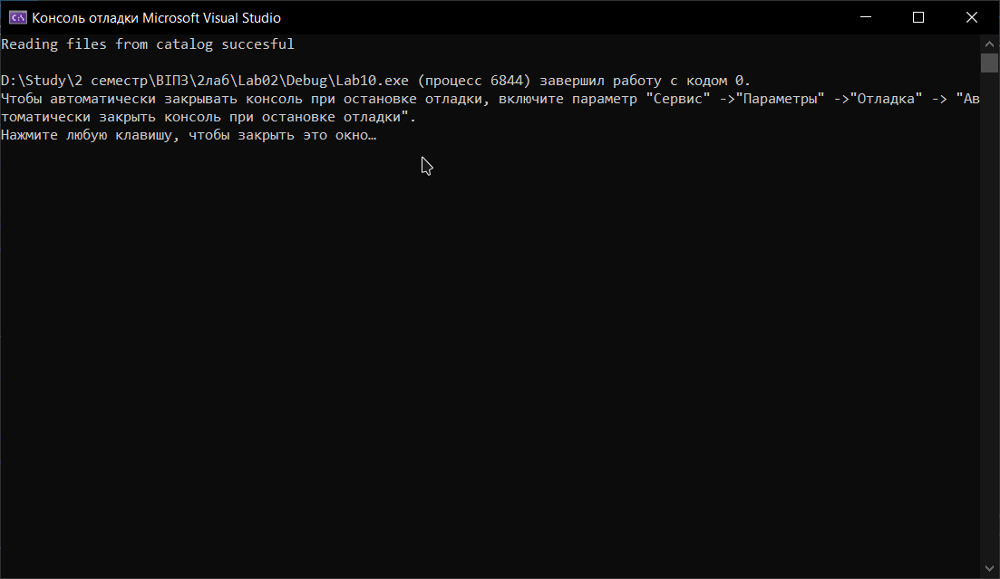 Консоль отладки Microsoft Visual Studio
Reading files from catalog succesful
D:\Study\2 семестр\ВІПЗ\2лаб\Lab02\Debug\Lab10.exe (процесс 6844) завершил работу с кодом 0.
Чтобы автоматически закрывать консоль при остановке отладки, включите параметр "Сервис" ->"Параметры" ->"Отладка" -> "Ав
томатически закрыть консоль при остановке отладки".
Нажмите любую клавишу, чтобы закрыть это окно…